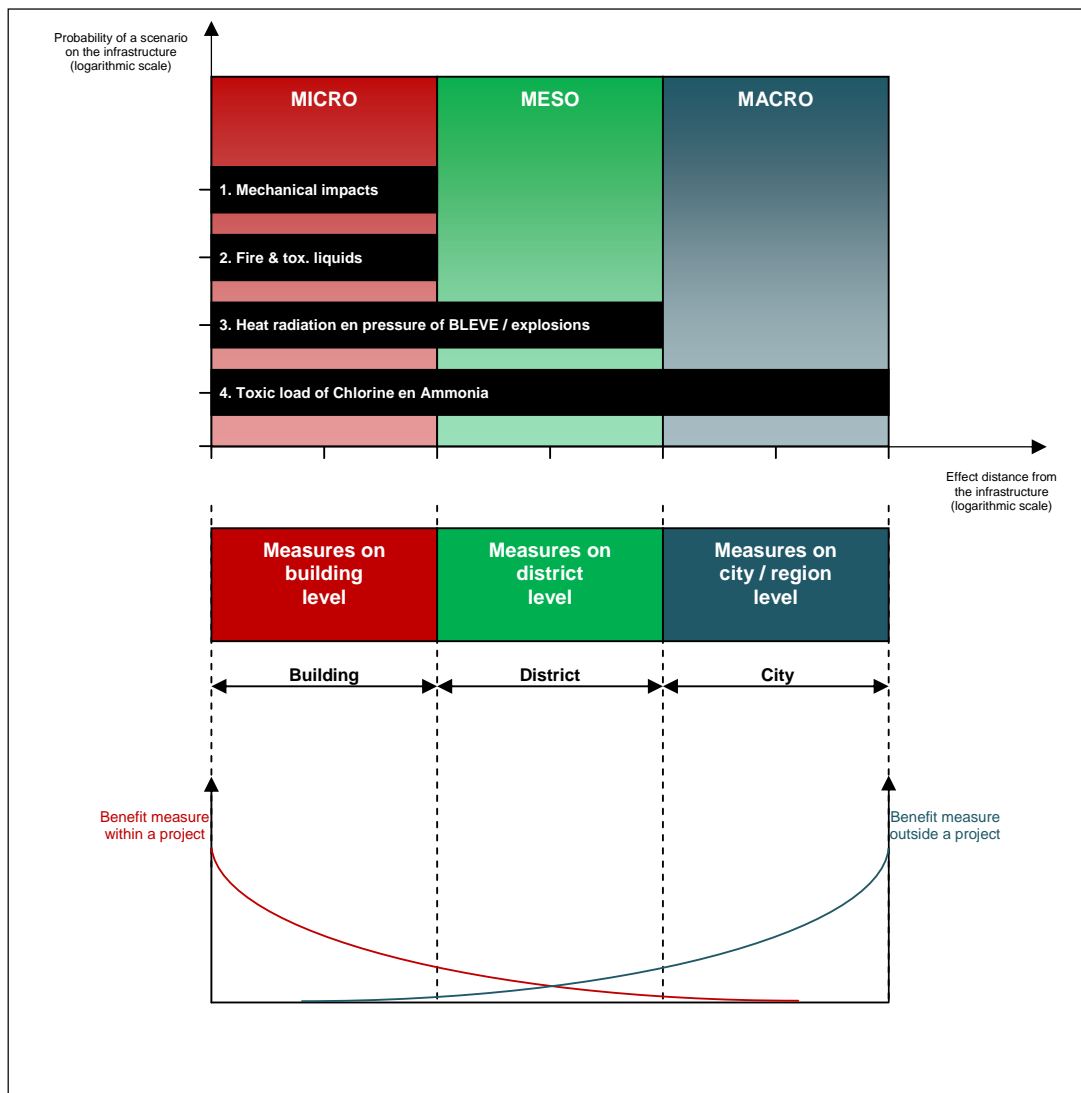 Probability of a scenario
on the infrastructure
(logarithmic scale)
MICRO
MESO
MACRO
1. Mechanical impacts
2. Fire & tox. liquids
3. Heat radiation en pressure of BLEVE / explosions
4. Toxic load of Chlorine en Ammonia
Effect distance from
the infrastructure
(logarithmic scale)
Measures on
building
level
Measures on
district
level
Measures on
city / region
level
Building
District
City
Benefit measure
within a project
Benefit measure
outside a project